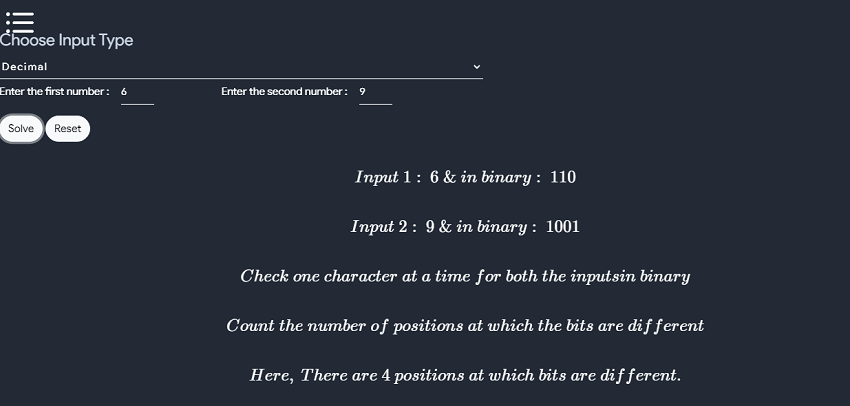 Choose Input Type
Decimal
Enter the first number : 6 Enter the second number : 9
Solve Reset
Input 1 : 6 & in binary : 110
Input 2 : 9 & in binary : 1001
Check one character at a time for both the inputsin binary
Count the number of positions at which the bits are different
Here, There are 4 positions at which bits are different.